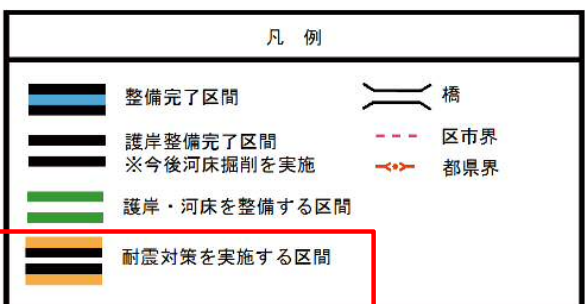 凡 例
整備完了区間
護岸整備完了区間
※今後河床掘削を実施
護岸・河床を整備する区間
耐震対策を実施する区間
橋
区市界
都県界